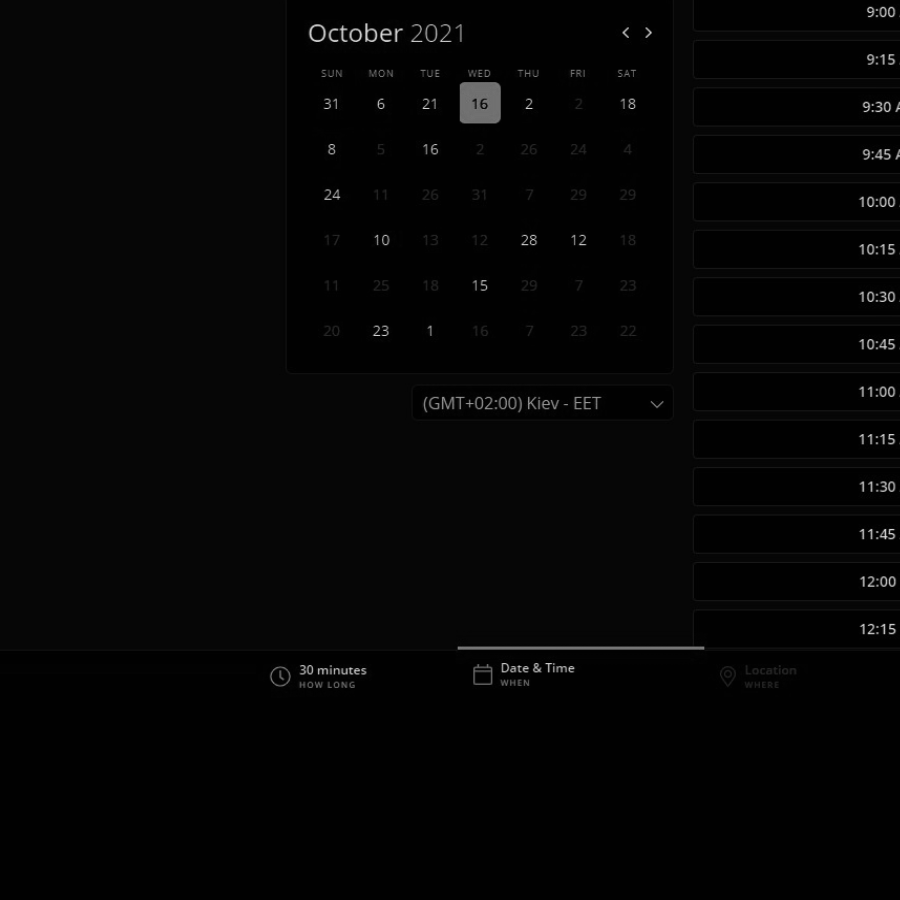 October 2021
SUN MON TUE WED THU FRI SAT
31 6 21 16 2 2 18
8 5 16 2 26 24 4
24 11 26 31 7 29 29
17 10 13 12 28 12 18
11 25 18 15 29 7 23
20 23 1 16 7 23 22
(GMT+02:00) Kiev - EET
9:00
9:15
9:30 A
9:45 A
10:00
10:15
10:30
10:45
11:00
11:15
11:30
11:45
12:00
12:15
30 minutes
HOW LONG
Date & Time
WHEN
Location
WHERE